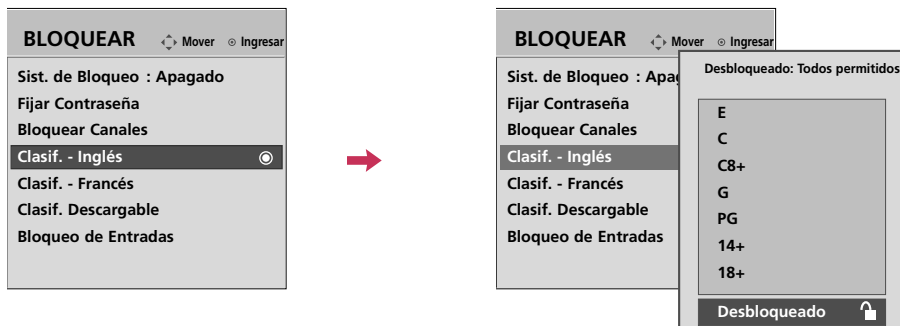 BLOQUEAR Mover Ingresar
Sist. de Bloqueo : Apagado
Fijar Contraseña
Bloquear Canales
Clasif. - Inglés
Clasif. - Francés
Clasif. Descargable
Bloqueo de Entradas
BLOQUEAR Mover Ingresar
Sist. de Bloqueo : Apag
Fijar Contraseña
Bloquear Canales
Clasif. - Inglés
Clasif. - Francés
Clasif. Descargable
Bloqueo de Entradas
Desbloqueado: Todos permitidos
E
C
C8+
G
PG
14+
18+
Desbloqueado